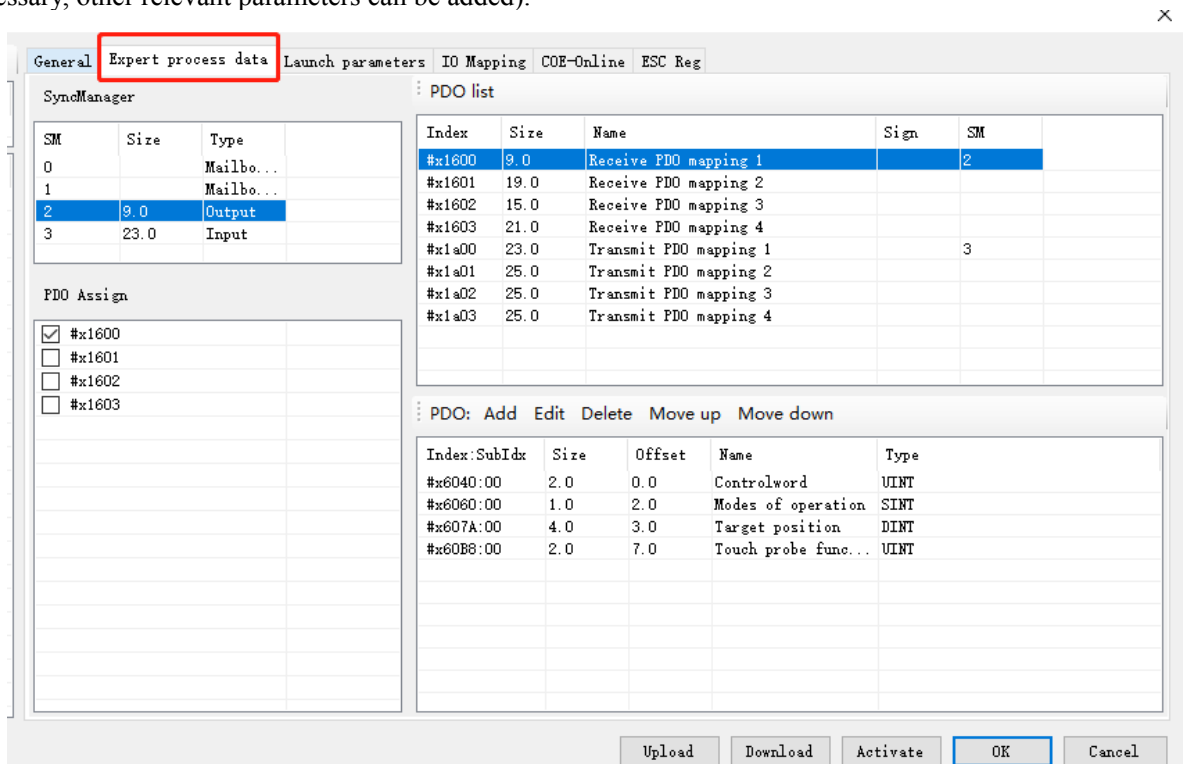 essary, other relevant parameters can be added).
×
General Expert process data Launch parameters IO Mapping COE-Online ESC Reg
SyncManager
SM Size Type
0 Mailbo...
1 Mailbo...
2 9.0 Output
3 23.0 Input
PDO Assign
#x1600
#x1601
#x1602
#x1603
PDO list
Index Size Name Sign SM
#x1600 9.0 Receive PDO mapping 1 2
#x1601 19.0 Receive PDO mapping 2
#x1602 15.0 Receive PDO mapping 3
#x1603 21.0 Receive PDO mapping 4
#x1a00 23.0 Transmit PDO mapping 1 3
#x1a01 25.0 Transmit PDO mapping 2
#x1a02 25.0 Transmit PDO mapping 3
#x1a03 25.0 Transmit PDO mapping 4
PDO: Add Edit Delete Move up Move down
Index:SubIdx Size Offset Name Type
#x6040:00 2.0 0.0 Controlword UINT
#x6060:00 1.0 2.0 Modes of operation SINT
#x607A:00 4.0 3.0 Target position DINT
#x60B8:00 2.0 7.0 Touch probe func... UINT
Upload Download Activate OK Cancel